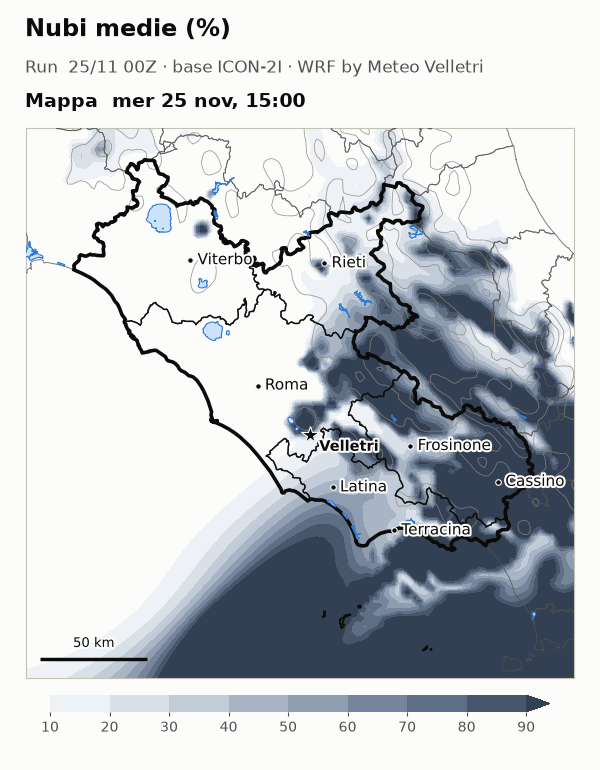 Nubi medie (%)
Run  25/11 00Z · base ICON-2I · WRF by Meteo Velletri
Mappa  mer 25 nov, 15:00
Viterbo
Rieti
Roma
Velletri
Frosinone
Latina
Cassino
Terracina
50 km
10 20 30 40 50 60 70 80 90